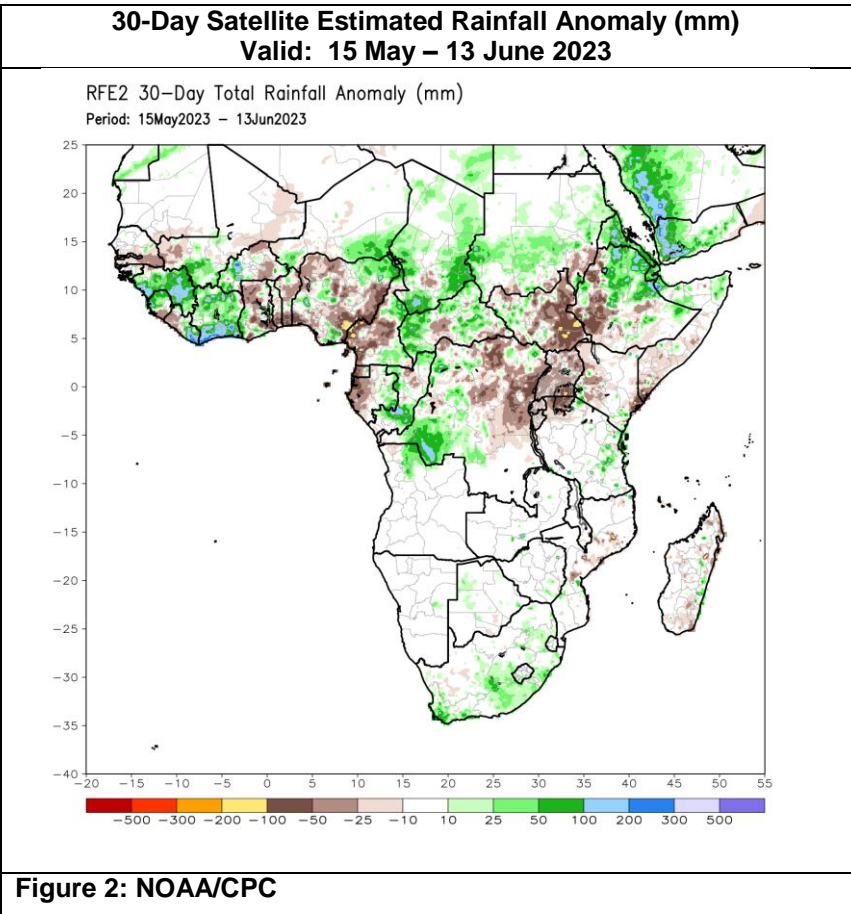 30-Day Satellite Estimated Rainfall Anomaly (mm)
Valid: 15 May – 13 June 2023
RFE2 30-Day Total Rainfall Anomaly (mm)
Period: 15May2023 – 13Jun2023
25
20
15
10
5
0
-5
-10
-15
-20
-25
-30
-35
-40
-20 -15 -10 -5 0 5 10 15 20 25 30 35 40 45 50 55
-500 -300 -200 -100 -50 -25 -10 10 25 50 100 200 300 500
Figure 2: NOAA/CPC